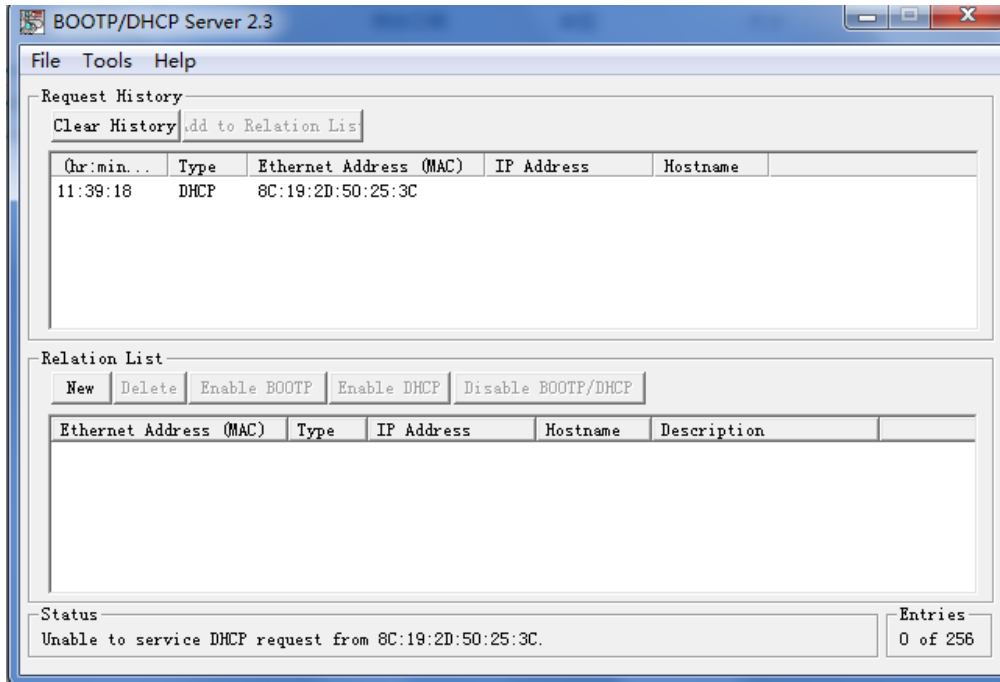 BOOTP/DHCP Server 2.3
File Tools Help
Request History
Clear History dd to Relation Lis
(hr:min... Type Ethernet Address (MAC) IP Address Hostname
11:39:18 DHCP 8C:19:2D:50:25:3C
Relation List
New Delete Enable BOOTP Enable DHCP Disable BOOTP/DHCP
Ethernet Address (MAC) Type IP Address Hostname Description
Status
Unable to service DHCP request from 8C:19:2D:50:25:3C.
Entries
0 of 256